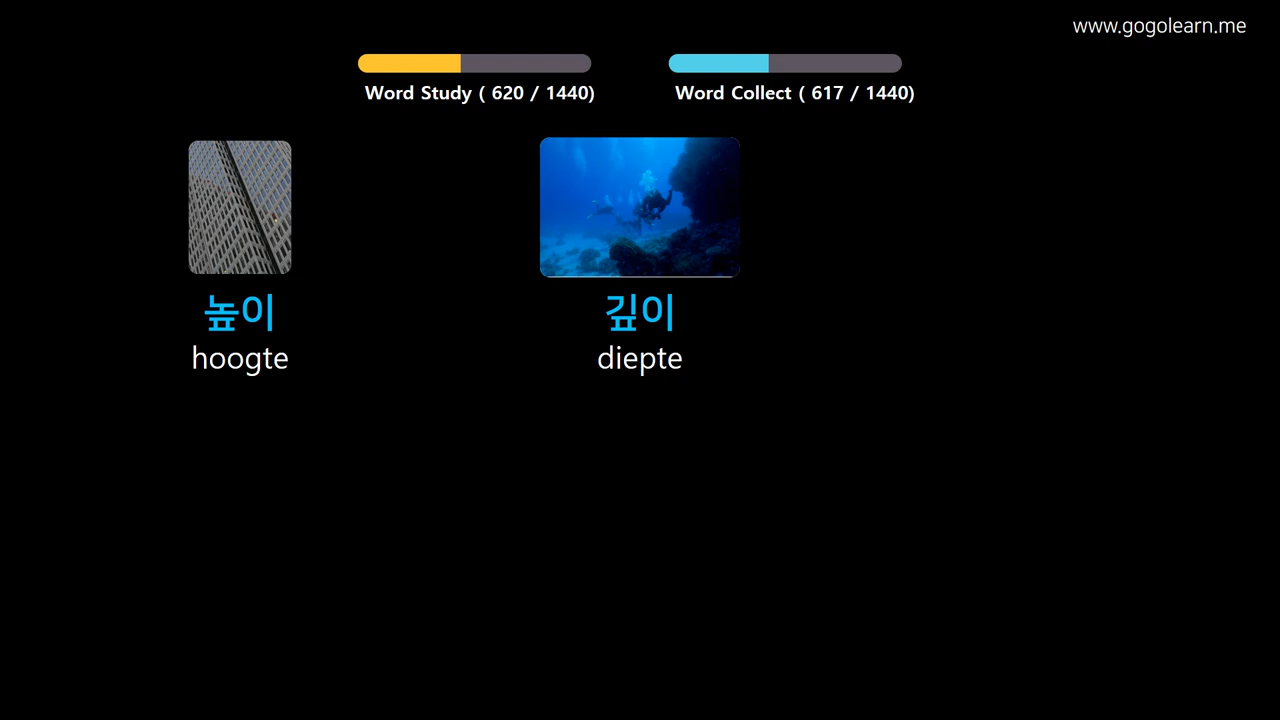 www.gogolearn.me
Word Study ( 620 / 1440)
Word Collect ( 617 / 1440)
높이
hoogte
깊이
diepte